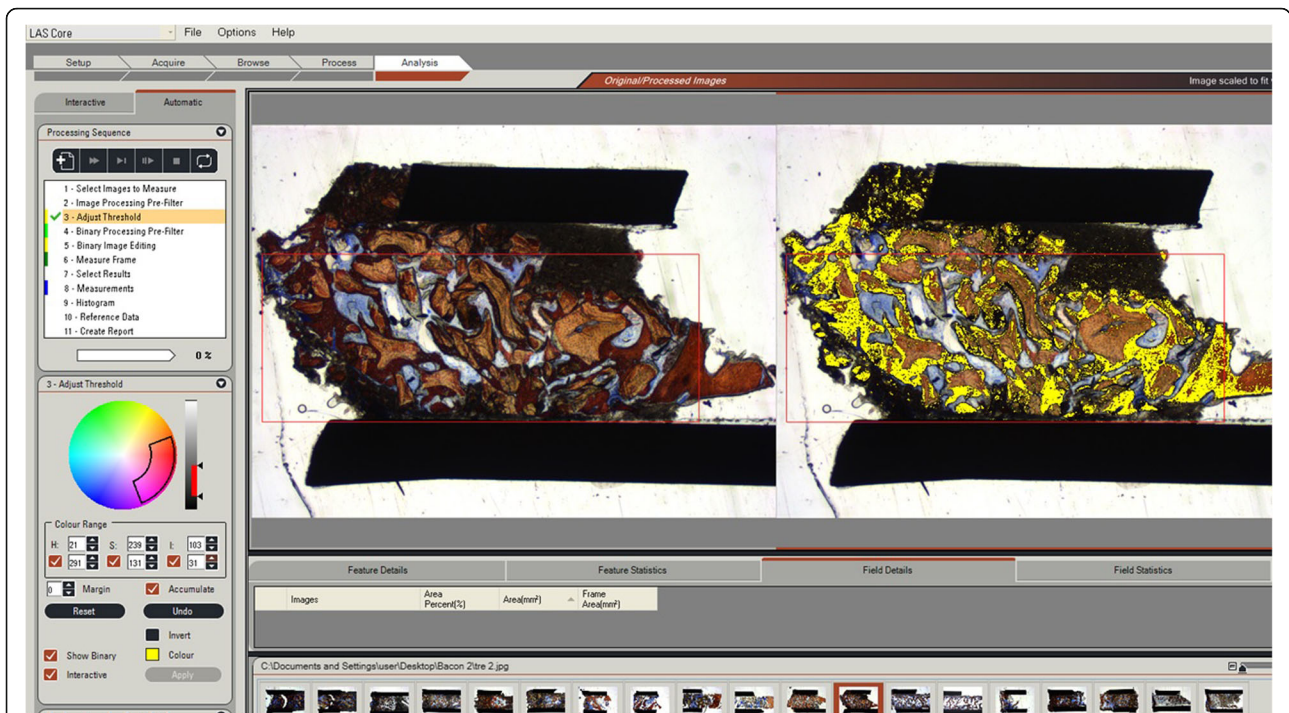 LAS Core File Options Help
Setup Acquire Browse Process Analysis
Original/Processed Images Image scaled to fit
Interactive Automatic
Processing Sequence
1 - Select Images to Measure
2 - Image Processing Pre-Filter
3 - Adjust Threshold
4 - Binary Processing Pre-Filter
5 - Binary Image Editing
6 - Measure Frame
7 - Select Results
8 - Measurements
9 - Histogram
10 - Reference Data
11 - Create Report
0 %
3 - Adjust Threshold
Colour Range
H: 21 S: 239 I: 103
291 131 31
0 Margin Accumulate
Reset Undo
Invert
Show Binary Colour
Interactive Apply
Feature Details Feature Statistics Field Details Field Statistics
Images Area Percent(%) Area(mm²) Frame Area(mm²)
C:\Documents and Settings\user\Desktop\Bacon 2\tre 2.jpg